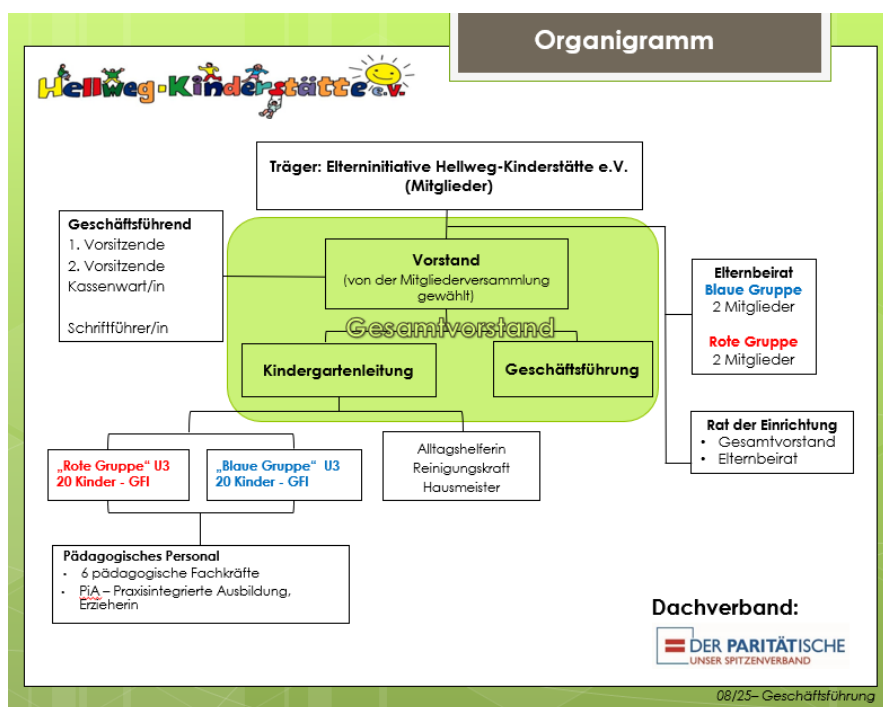 Organigramm
Hellweg-Kinderstätte e.V.
Träger: Elterninitiative Hellweg-Kinderstätte e.V.
(Mitglieder)
Geschäftsführend
1. Vorsitzende
2. Vorsitzende
Kassenwart/in
Schriftführer/in
Vorstand
(von der Mitgliederversammlung
gewählt)
Gesamtvorstand
Kindergartenleitung
Geschäftsführung
Elternbeirat
Blaue Gruppe
2 Mitglieder
Rote Gruppe
2 Mitglieder
Rat der Einrichtung
• Gesamtvorstand
• Elternbeirat
„Rote Gruppe“ U3
20 Kinder - GFI
„Blaue Gruppe“ U3
20 Kinder - GFI
Alltagshelferin
Reinigungskraft
Hausmeister
Pädagogisches Personal
• 6 pädagogische Fachkräfte
• PiA – Praxisintegrierte Ausbildung,
Erzieherin
Dachverband:
DER PARITÄTISCHE
UNSER SPITZENVERBAND
08/25– Geschäftsführung